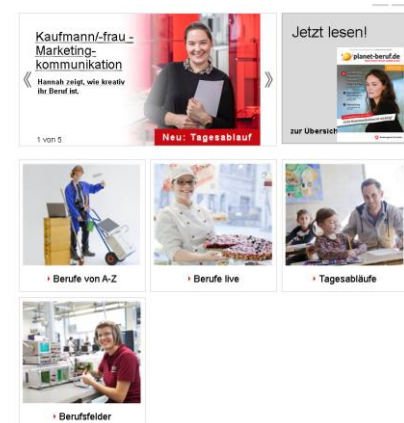 Kaufmann/-frau -
Marketing-
kommunikation
Hannah zeigt, wie kreativ
ihr Beruf ist.
1 von 5
Neu: Tagesablauf
Jetzt lesen!
planet-beruf.de
zur Übersich
Berufe von A-Z
Berufe live
Tagesabläufe
Berufsfelder